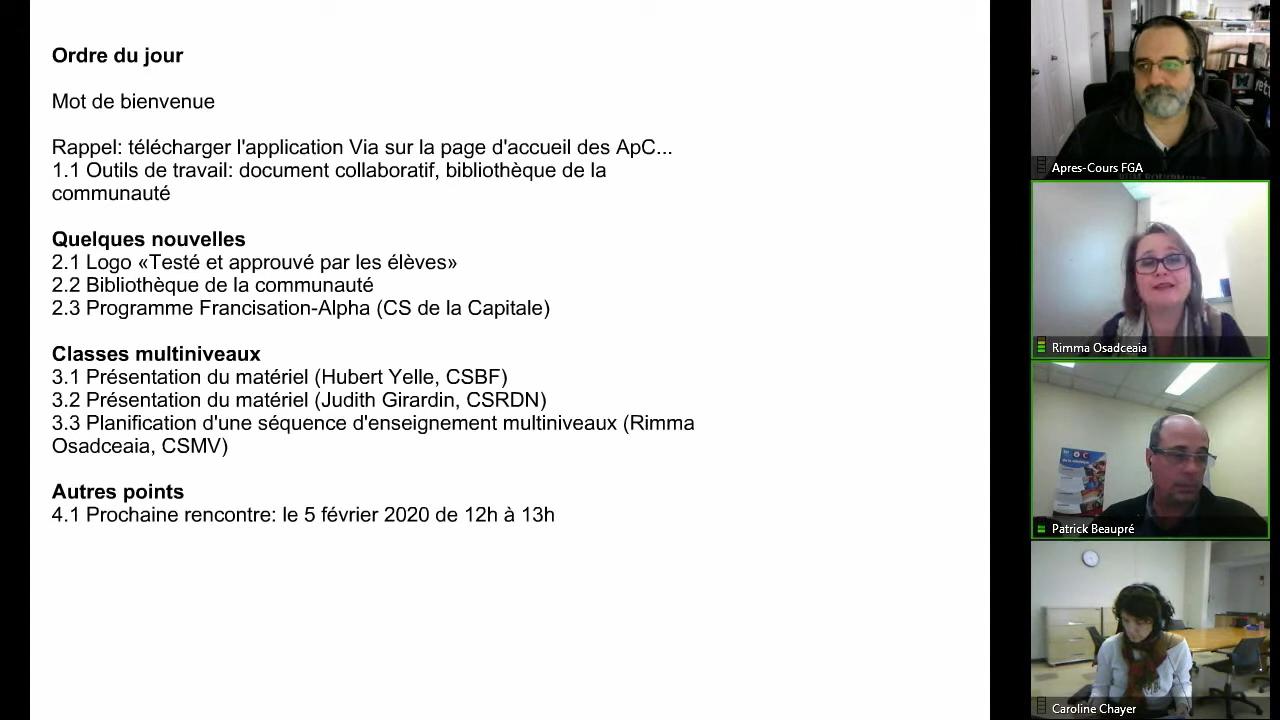 Ordre du jour
Mot de bienvenue
Rappel: télécharger l'application Via sur la page d'accueil des ApC...
1.1 Outils de travail: document collaboratif, bibliothèque de la
communauté
Quelques nouvelles
2.1 Logo «Testé et approuvé par les élèves»
2.2 Bibliothèque de la communauté
2.3 Programme Francisation-Alpha (CS de la Capitale)
Classes multiniveaux
3.1 Présentation du matériel (Hubert Yelle, CSBF)
3.2 Présentation du matériel (Judith Girardin, CSRDN)
3.3 Planification d'une séquence d'enseignement multiniveaux (Rimma
Osadceaia, CSMV)
Autres points
4.1 Prochaine rencontre: le 5 février 2020 de 12h à 13h
Apres-Cours FGA
Rimma Osadceaia
Patrick Beaupré
Caroline Chayer